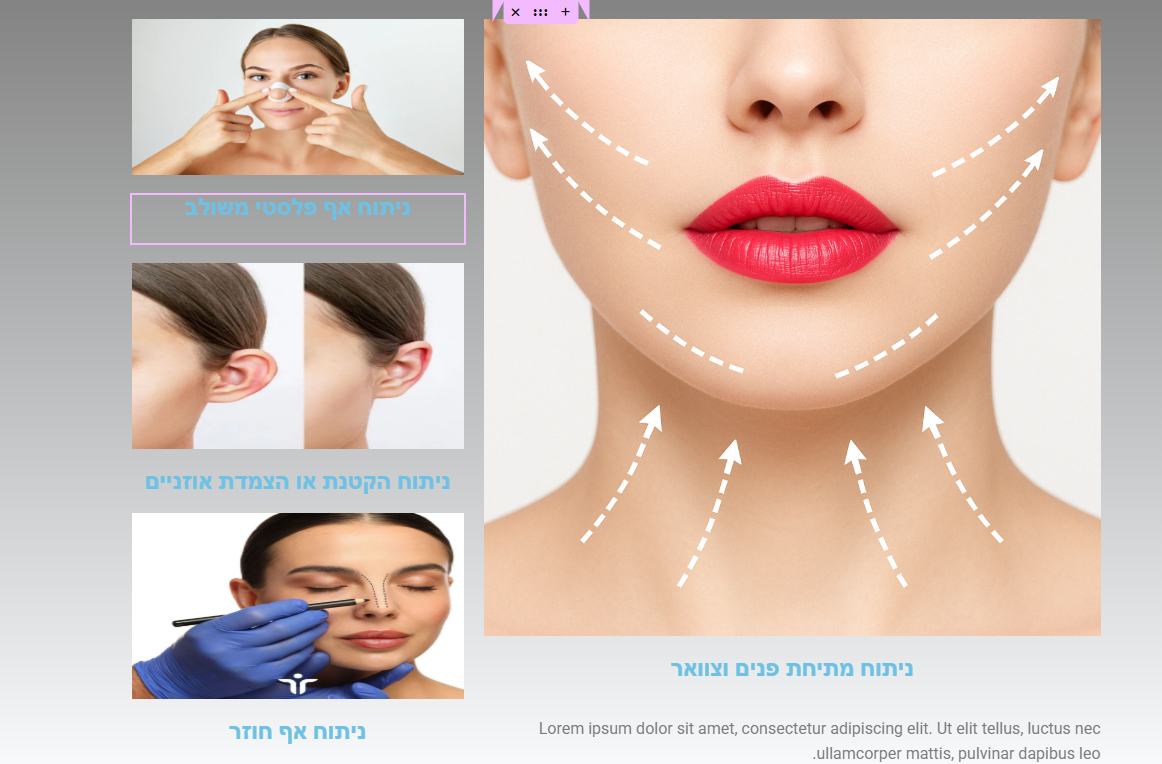 ניתוח מתיחת פנים וצוואר
Lorem ipsum dolor sit amet, consectetur adipiscing elit. Ut elit tellus, luctus nec
ullamcorper mattis, pulvinar dapibus leo.
ניתוח אף פלסטי משולב
ניתוח הקטנת או הצמדת אוזניים
ניתוח אף חוזר